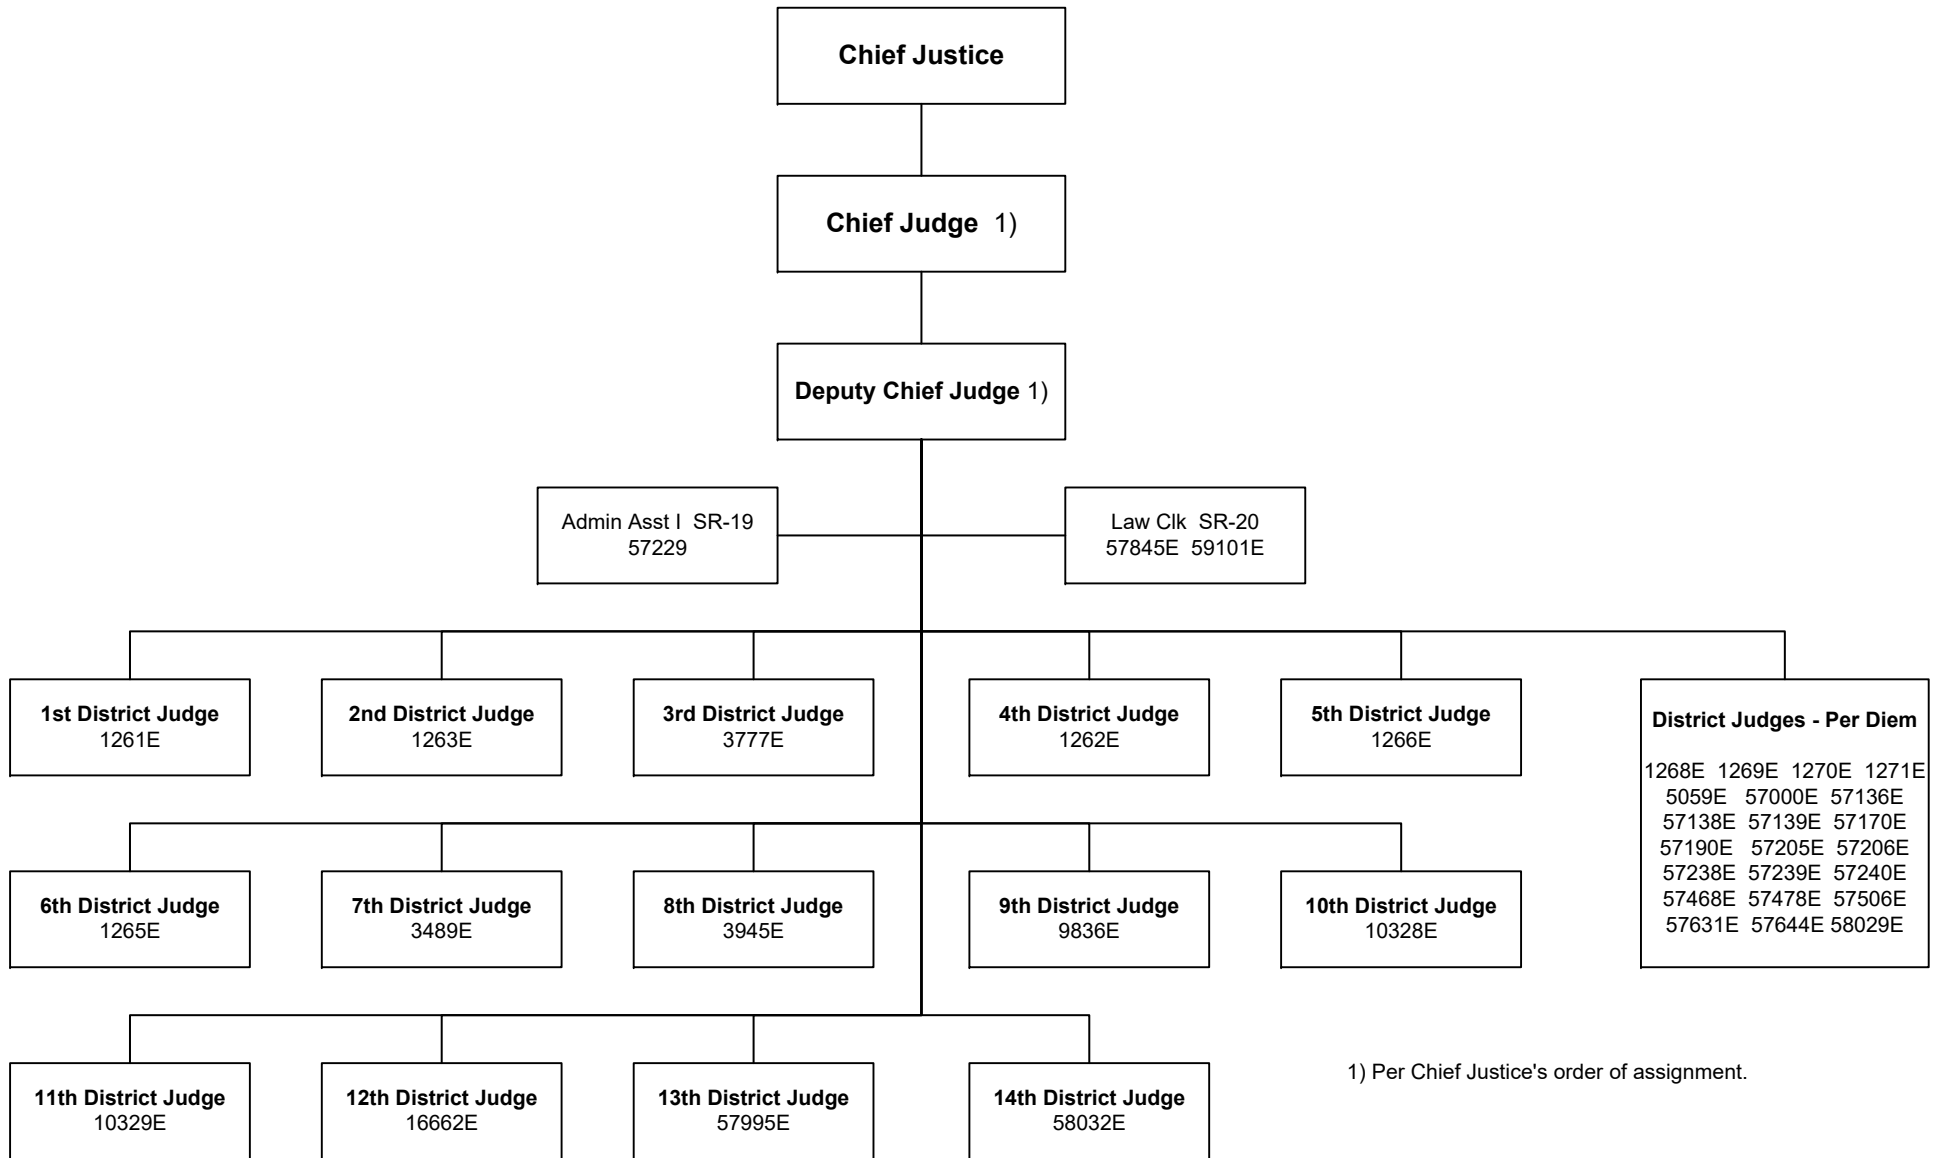 Chief Justice
Chief Judge 1)
Deputy Chief Judge 1)
Admin Asst I SR-19
57229
Law Clk SR-20
57845E 59101E
1st District Judge
1261E
2nd District Judge
1263E
3rd District Judge
3777E
4th District Judge
1262E
5th District Judge
1266E
District Judges - Per Diem
1268E 1269E 1270E 1271E
5059E 57000E 57136E
57138E 57139E 57170E
57190E 57205E 57206E
57238E 57239E 57240E
57468E 57478E 57506E
57631E 57644E 58029E
6th District Judge
1265E
7th District Judge
3489E
8th District Judge
3945E
9th District Judge
9836E
10th District Judge
10328E
11th District Judge
10329E
12th District Judge
16662E
13th District Judge
57995E
14th District Judge
58032E
1) Per Chief Justice's order of assignment.